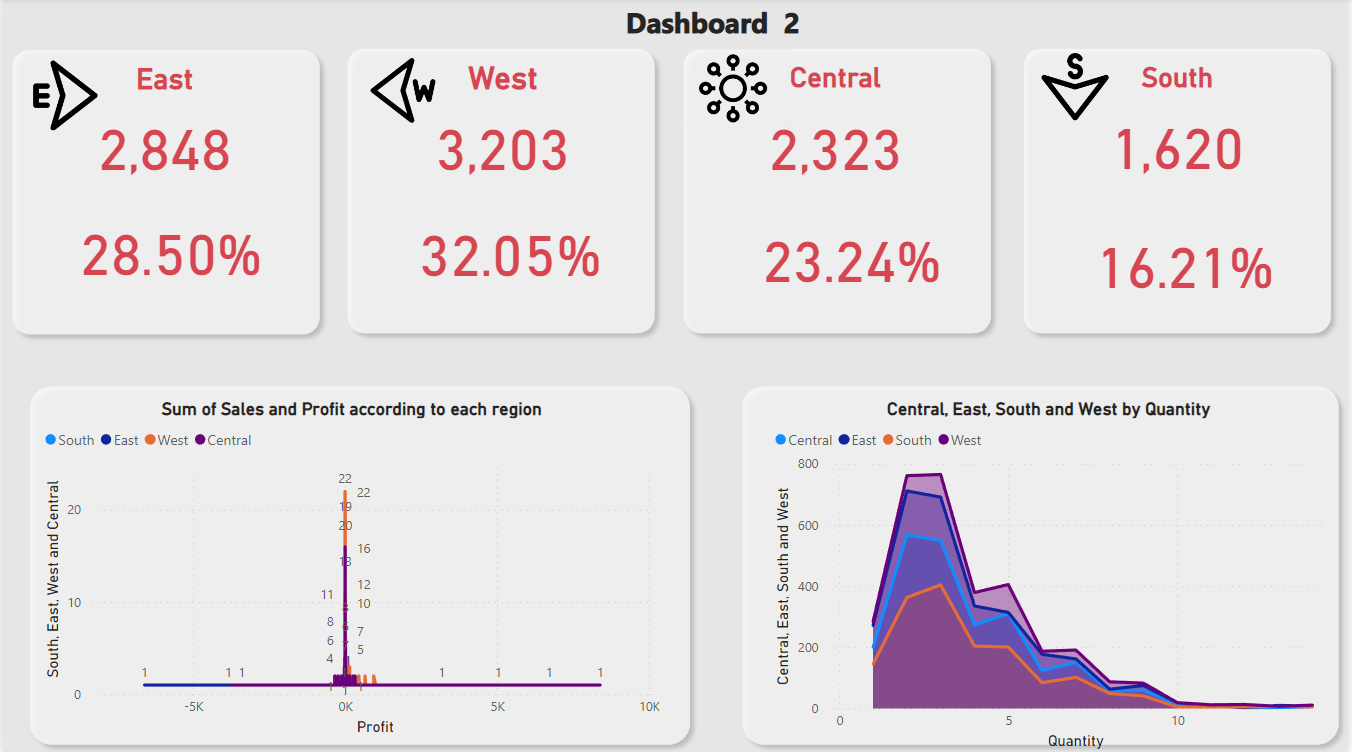 Dashboard 2
E
East
2,848
28.50%
W
West
3,203
32.05%
Central
2,323
23.24%
S
South
1,620
16.21%
Sum of Sales and Profit according to each region
South East West Central
South, East, West and Central
20
10
0
22
22
19
20
16
13
12
11
10
8
7
6
5
4
1
1 1
1
1
1
1
1
1
-5K 0K 5K 10K
Profit
Central, East, South and West by Quantity
Central East South West
Central, East, South and West
800
600
400
200
0
0 5 10
Quantity